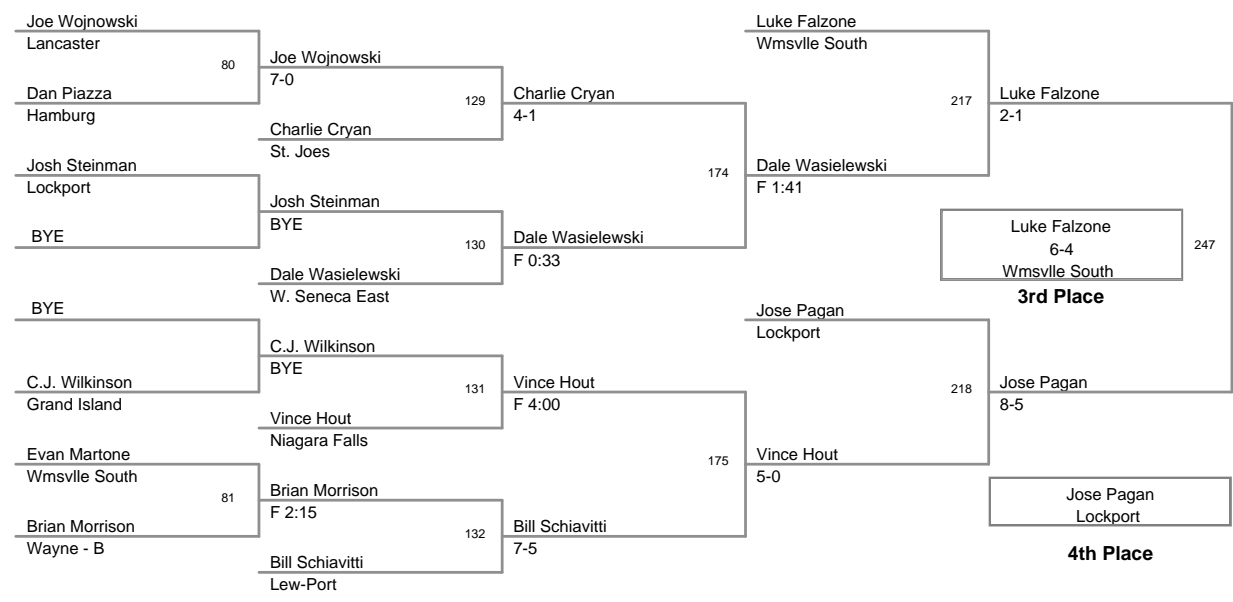 Joe Wojnowski
Lancaster
80
Dan Piazza
Hamburg
Josh Steinman
Lockport
BYE
BYE
C.J. Wilkinson
Grand Island
Evan Martone
Wmsvlle South
81
Brian Morrison
Wayne - B
Joe Wojnowski
7-0
129
Charlie Cryan
St. Joes
Josh Steinman
BYE
130
Dale Wasielewski
W. Seneca East
C.J. Wilkinson
BYE
131
Vince Hout
Niagara Falls
Brian Morrison
F 2:15
132
Bill Schiavitti
Lew-Port
Charlie Cryan
4-1
174
Dale Wasielewski
F 0:33
Vince Hout
F 4:00
175
Bill Schiavitti
7-5
Luke Falzone
Wmsvlle South
217
Dale Wasielewski
F 1:41
Jose Pagan
Lockport
218
Vince Hout
5-0
Luke Falzone
2-1
Luke Falzone
6-4
Wmsvlle South
247
3rd Place
Jose Pagan
8-5
Jose Pagan
Lockport
4th Place